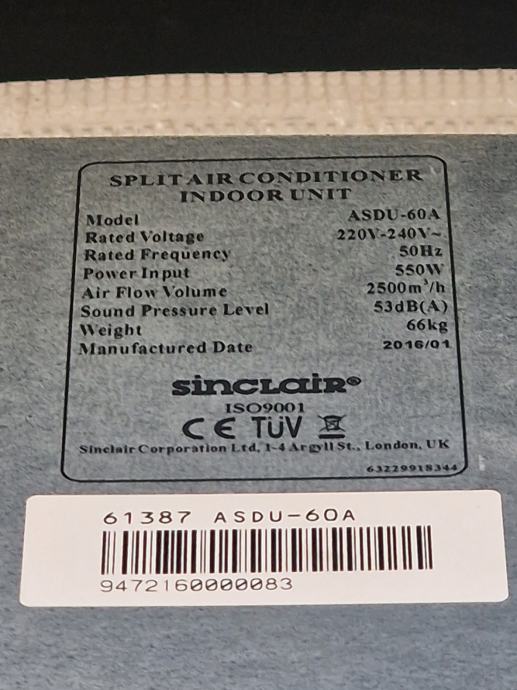 SPLIT AIR CONDITIONER
INDOOR UNIT
Model ASDU-60A
Rated Voltage 220V-240V~
Rated Frequency 50Hz
Power Input 550W
Air Flow Volume 2500m³/h
Sound Pressure Level 53dB(A)
Weight 66kg
Manufactured Date 2016/01
sinclair®
ISO9001
CE TÜV
Sinclair Corporation Ltd, 1-4 Argyll St., London, UK
63229918344
61387 ASDU-60A
9472160000083